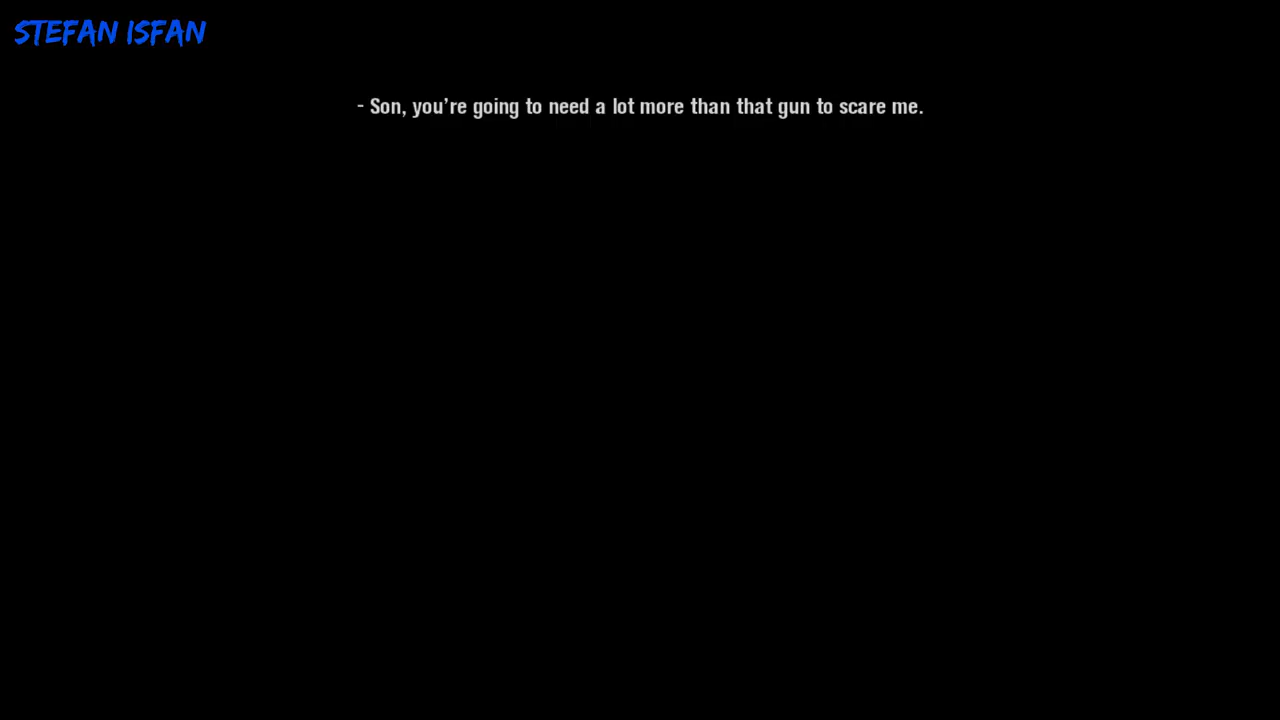 STEFAN ISFAN
- Son, you’re going to need a lot more than that gun to scare me.